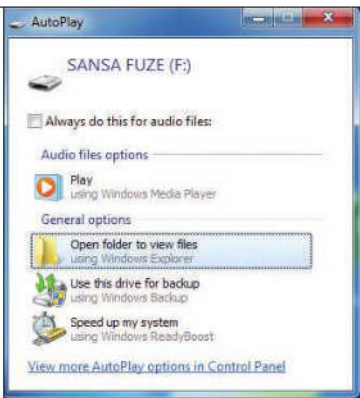 AutoPlay
SANSA FUZE (F:)
Always do this for audio files:
Audio files options
Play
using Windows Media Player
General options
Open folder to view files
using Windows Explorer
Use this drive for backup
using Windows Backup
Speed up my system
using Windows ReadyBoost
View more AutoPlay options in Control Panel